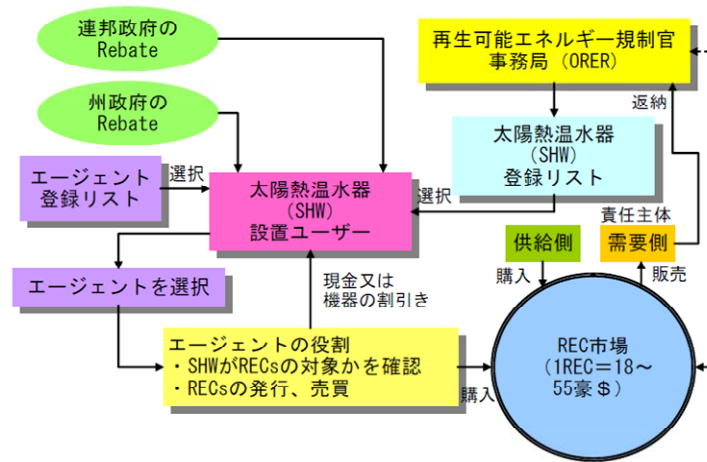 連邦政府の
Rebate
州政府の
Rebate
再生可能エネルギー規制官
事務局（ORER）
返納
太陽熱温水器
（SHW）
登録リスト
エージェント
登録リスト
選択
太陽熱温水器
（SHW）
設置ユーザー
選択
責任主体
供給側
需要側
購入
販売
エージェントを選択
現金又は
機器の割引き
エージェントの役割
・SHWがRECsの対象かを確認
・RECsの発行、売買
購入
REC市場
（1REC＝18～
55豪＄）